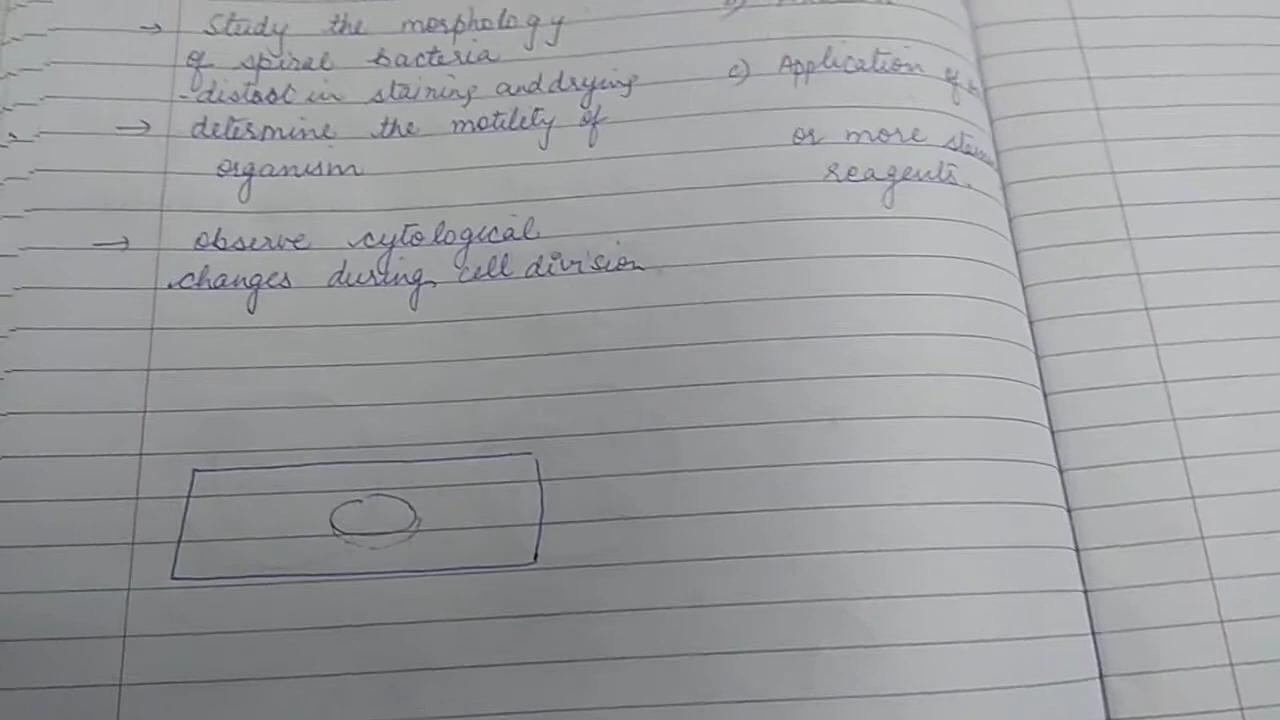 → Study the morphology
of spiral bacteria
- distort in staining and drying
→ determine the motility of
organism
→ observe cytological
changes during cell division
c) Application of
or more
reagents.